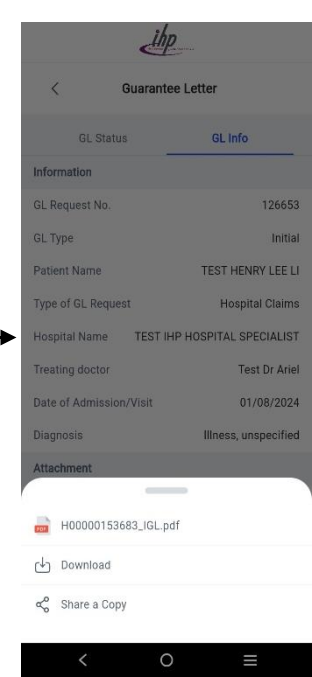 ihp
Guarantee Letter
GL Status GL Info
Information
GL Request No. 126653
GL Type Initial
Patient Name TEST HENRY LEE LI
Type of GL Request Hospital Claims
Hospital Name TEST IHP HOSPITAL SPECIALIST
Treating doctor Test Dr Ariel
Date of Admission/Visit 01/08/2024
Diagnosis Illness, unspecified
Attachment
PDF H00000153683_IGL.pdf
Download
Share a Copy